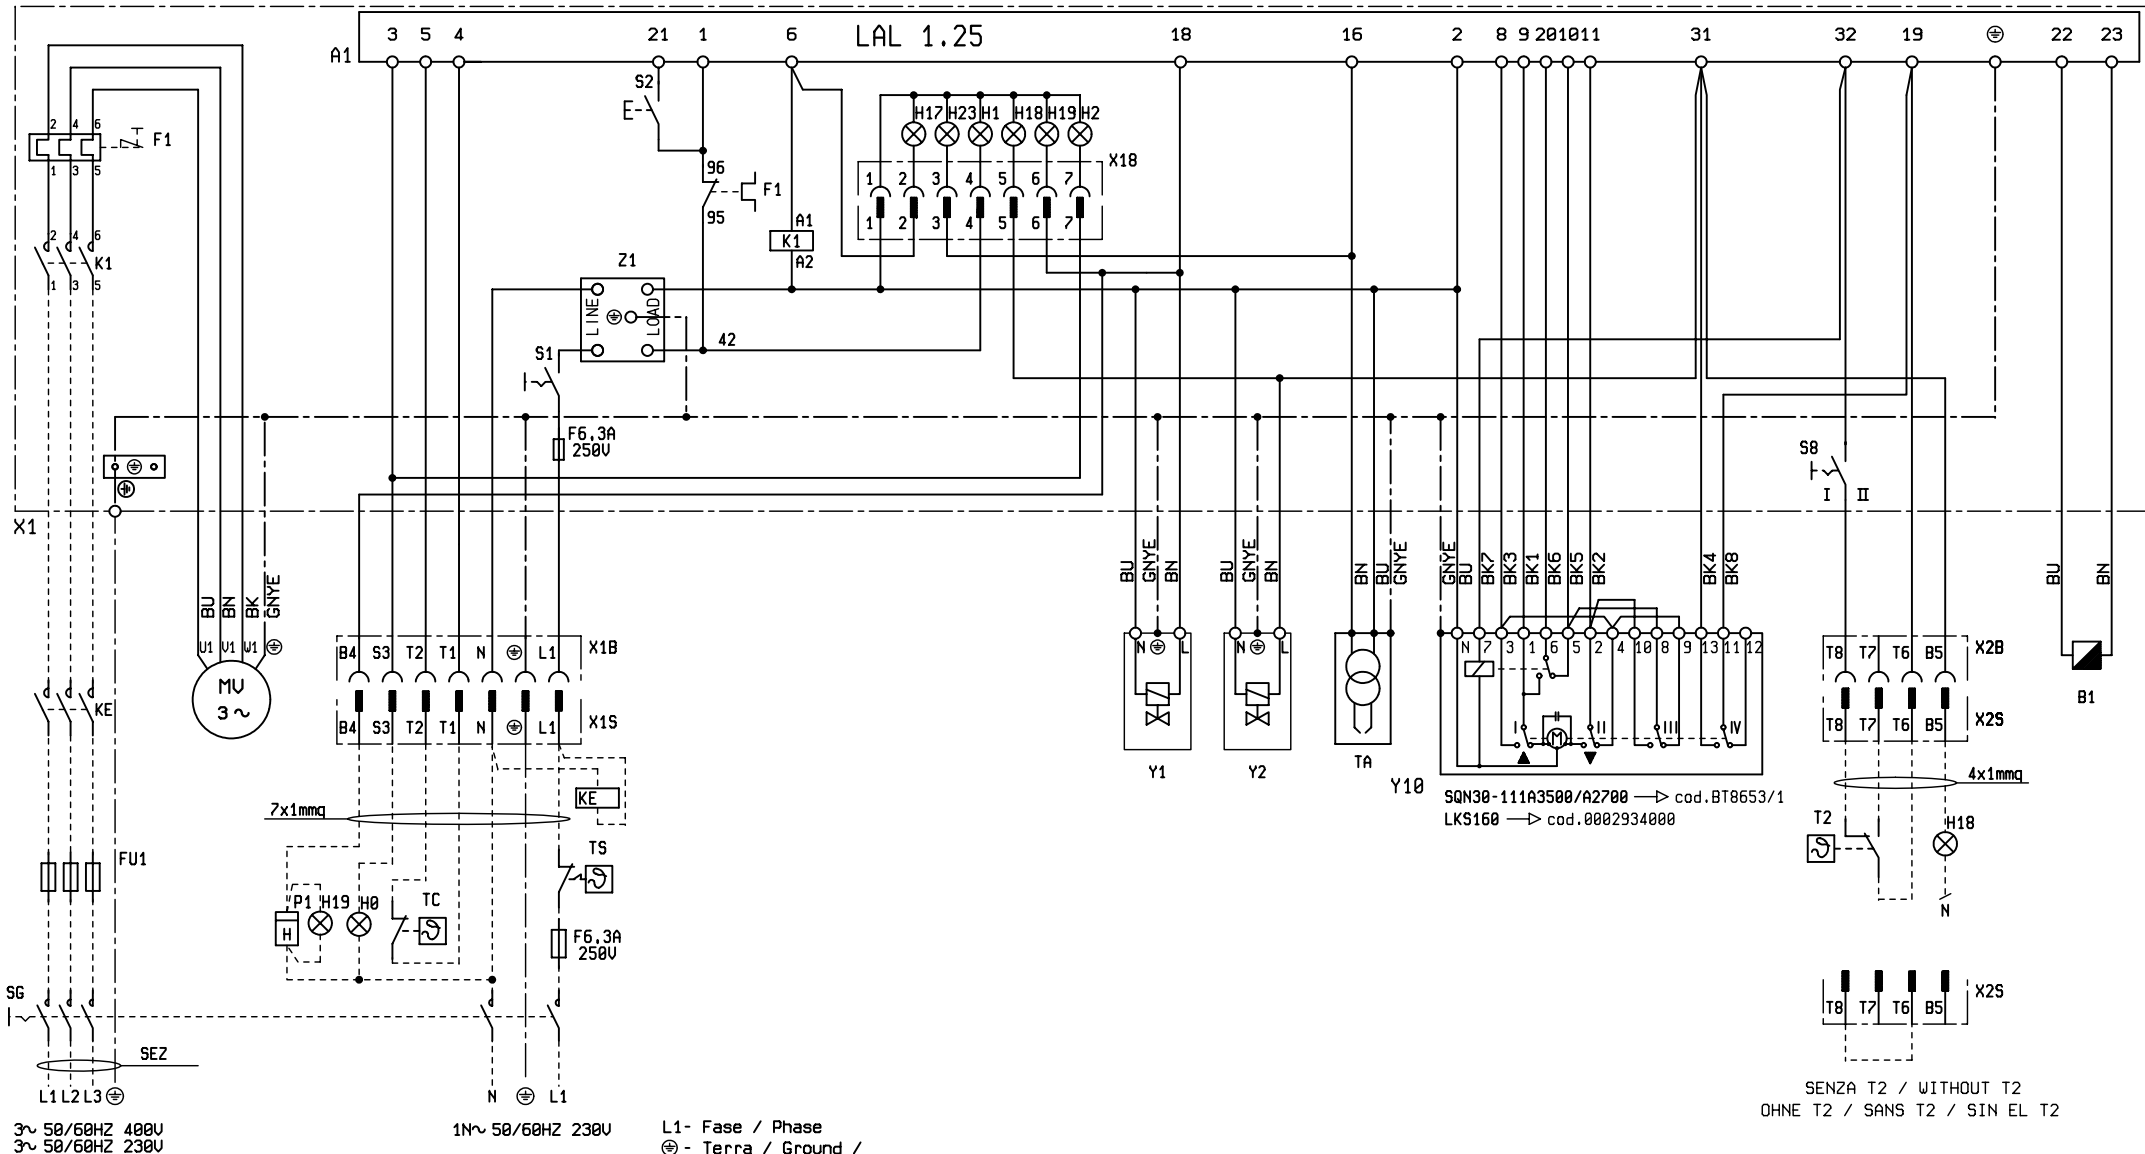 3 5 4 21 1 6 LAL 1.25 18 16 2 8 9 20 10 11 31 32 19 22 23
A1
S2
E
2 4 6
F1
1 3 5
H17 H23 H1 H18 H19 H2
X18
96
F1
95
1 2 3 4 5 6 7
1 2 3 4 5 6 7
A1
K1
A2
2 4 6
K1
1 3 5
Z1
LINE
LOAD
42
S1
F6.3A
250V
S8
I II
X1
BU BN BK GNYE
BU GNYE BN
BU GNYE BN
BN BU GNYE
GNYE BU BK7 BK3 BK1 BK6 BK5 BK2 BK4 BK8
BU BN
U1 V1 W1
MV
3~
B4 S3 T2 T1 N L1 X1B
B4 S3 T2 T1 N L1 X1S
N L
Y1
N L
Y2
TA
N 7 3 1 6 5 2 4 10 8 9 13 11 12
I M II III IV
Y10
SQN30-111A3500/A2700 cod.BT8653/1
LKS160 cod.0002934000
T8 T7 T6 B5 X2B
T8 T7 T6 B5 X2S
B1
4x1mmq
T2
H18
N
KE
KE
7x1mmq
FU1
TS
P1 H19 H0 TC
H
F6.3A
250V
SG
SEZ
L1 L2 L3
N L1
X2S
T8 T7 T6 B5
SENZA T2 / WITHOUT T2
OHNE T2 / SANS T2 / SIN EL T2
3~ 50/60HZ 400V
3~ 50/60HZ 230V
1N~ 50/60HZ 230V
L1- Fase / Phase
- Terra / Ground /